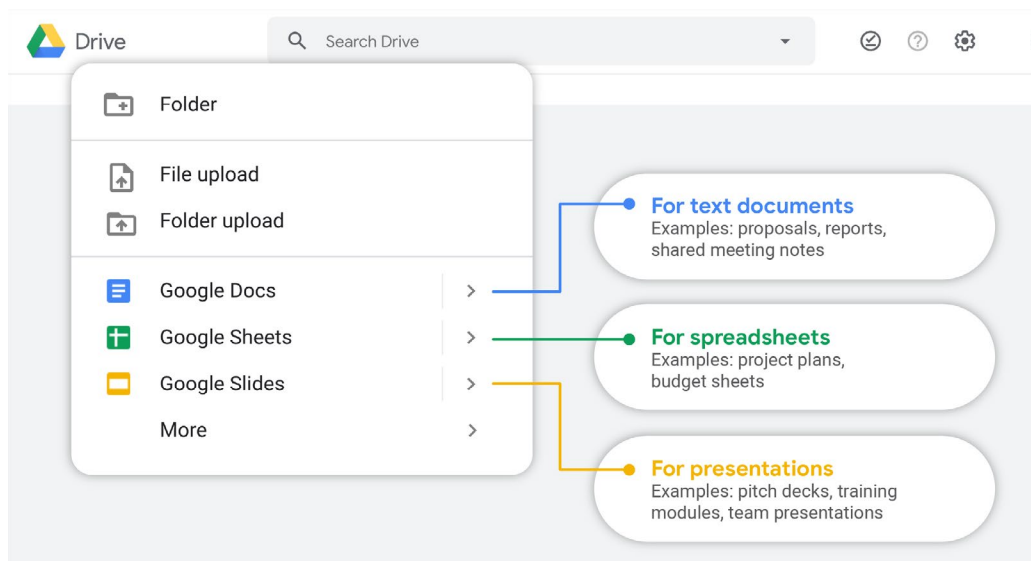 Drive
Search Drive
Folder
File upload
Folder upload
Google Docs
Google Sheets
Google Slides
More
For text documents
Examples: proposals, reports,
shared meeting notes
For spreadsheets
Examples: project plans,
budget sheets
For presentations
Examples: pitch decks, training
modules, team presentations